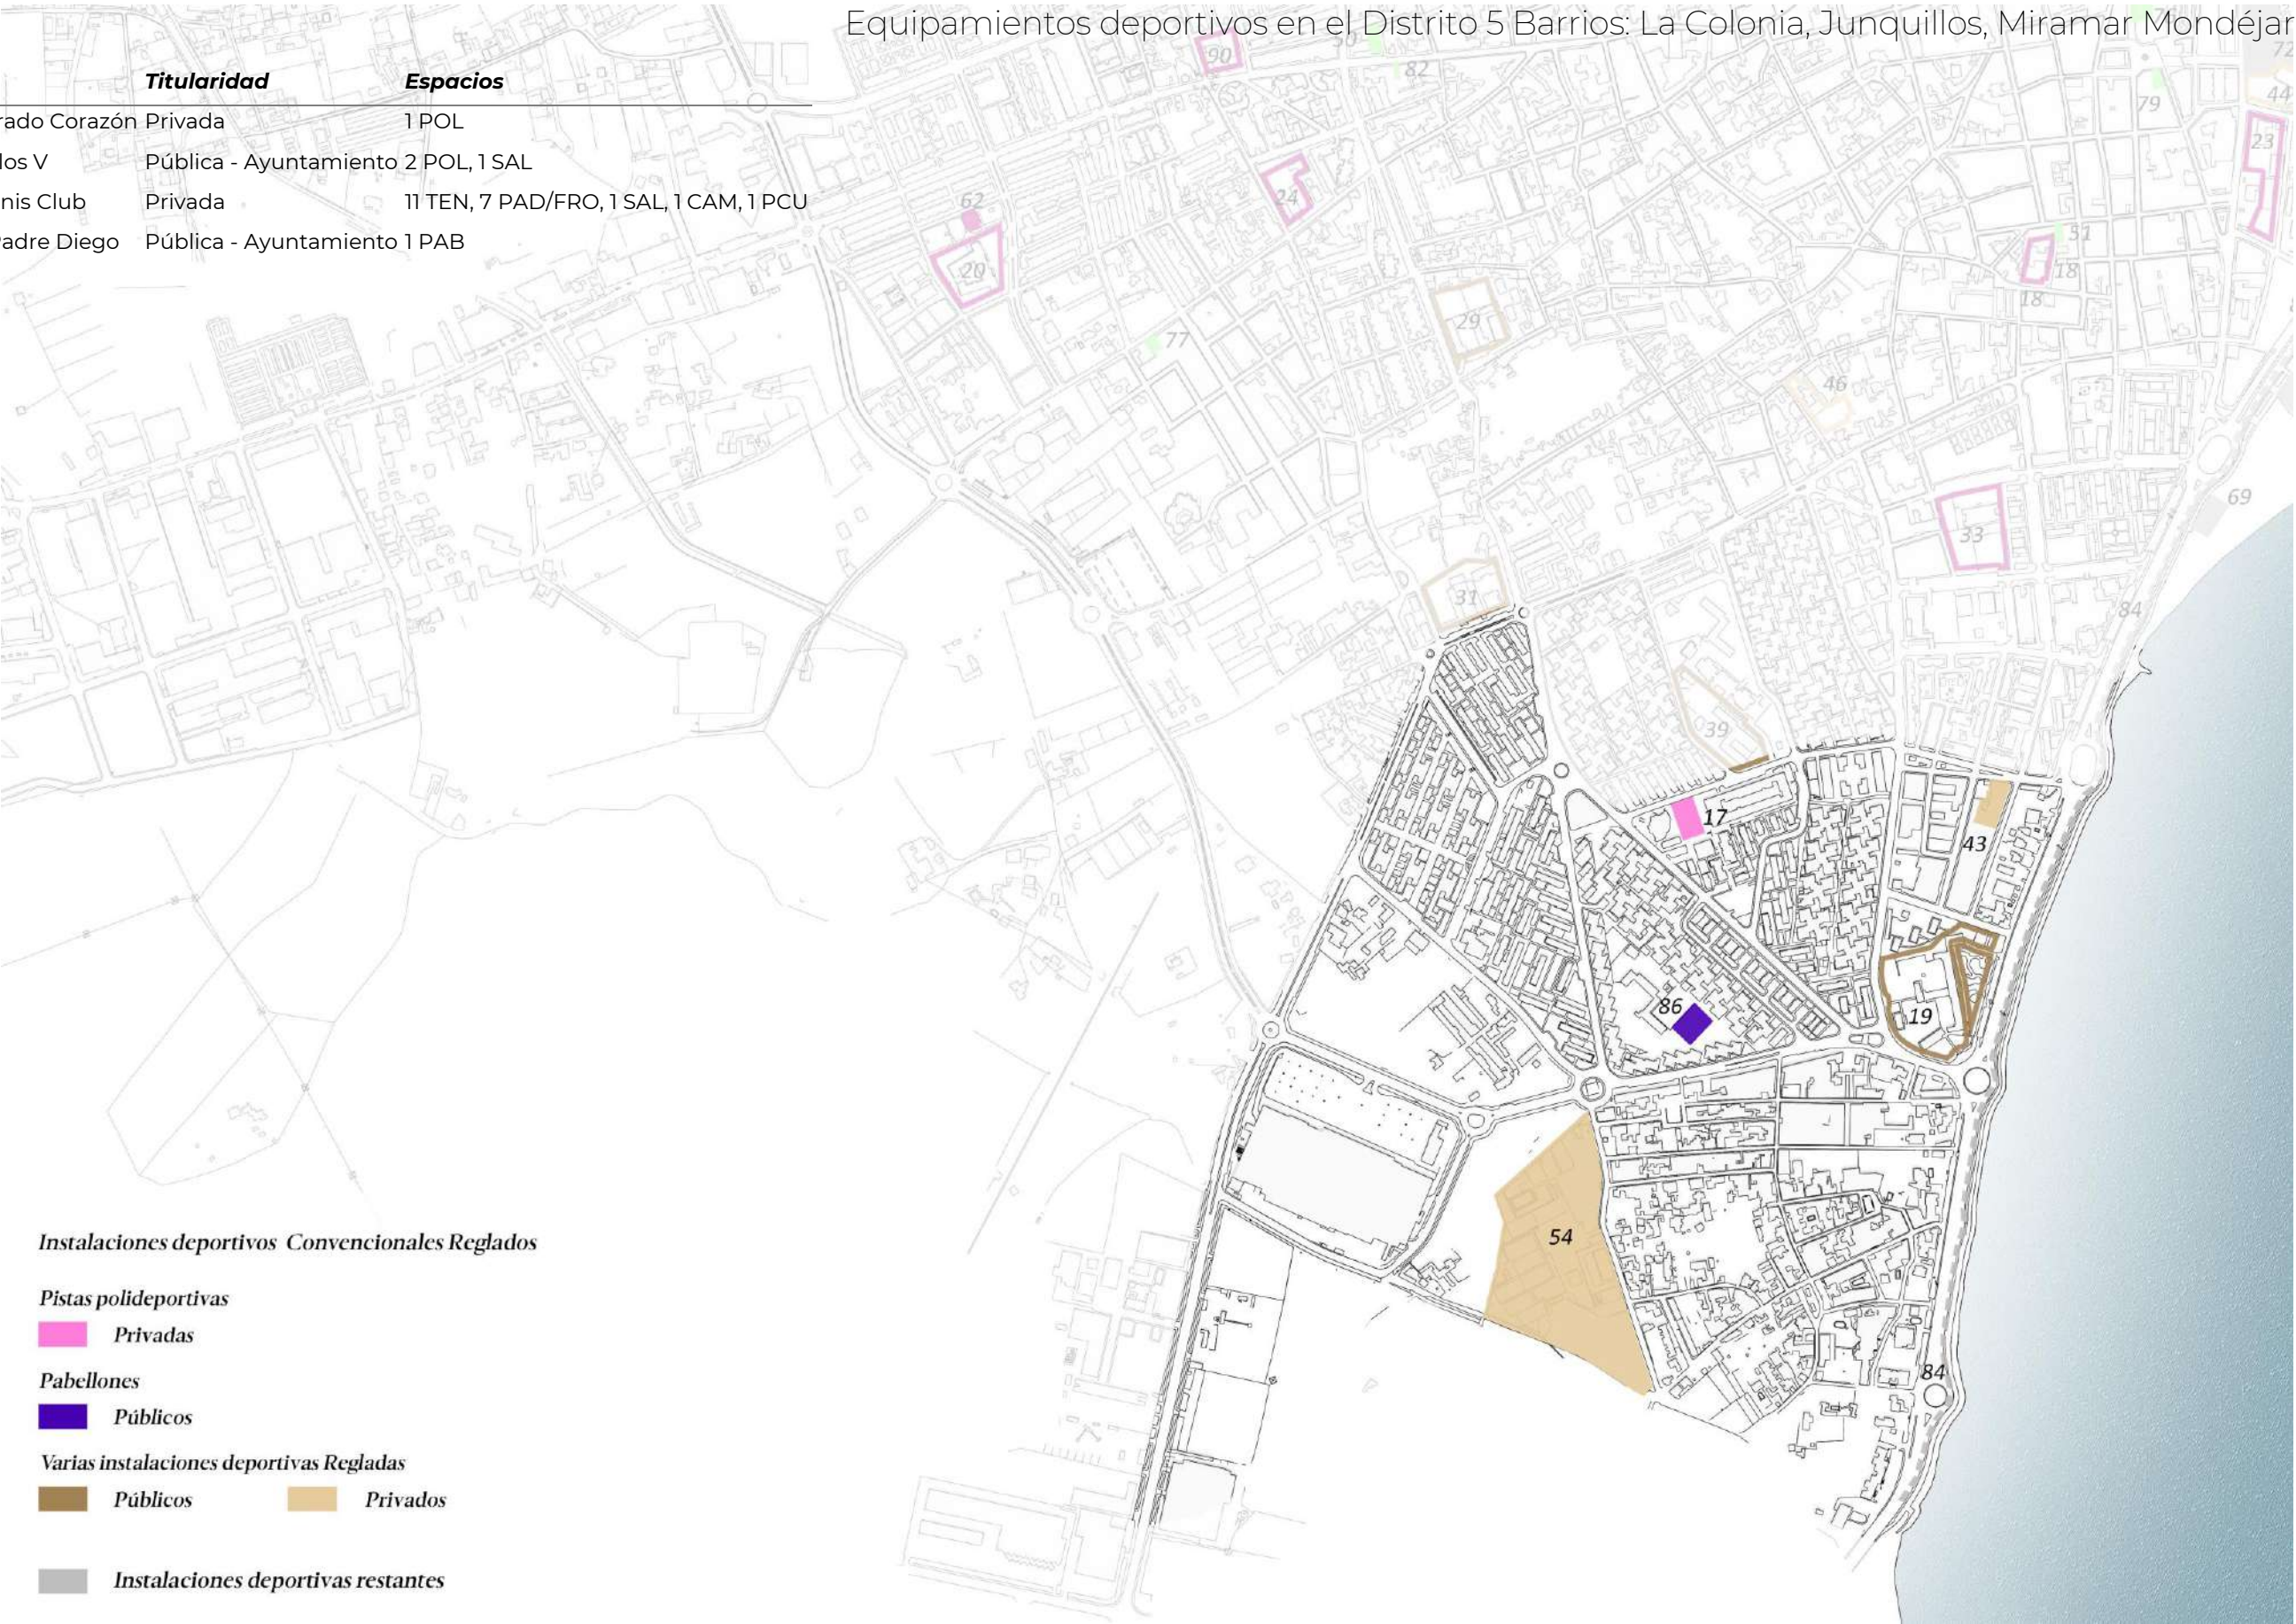 Equipamientos deportivos en el Distrito 5 Barrios: La Colonia, Junquillos, Miramar Mondéjar
Titularidad Espacios
rado Corazón Privada 1 POL
los V Pública - Ayuntamiento 2 POL, 1 SAL
nis Club Privada 11 TEN, 7 PAD/FRO, 1 SAL, 1 CAM, 1 PCU
adre Diego Pública - Ayuntamiento 1 PAB
90
82
79
44
23
62
24
20
51
18
18
29
77
46
69
33
31
84
39
17
43
86
19
54
84
Instalaciones deportivos Convencionales Reglados
Pistas polideportivas
Privadas
Pabellones
Públicos
Varias instalaciones deportivas Regladas
Públicos Privados
Instalaciones deportivas restantes